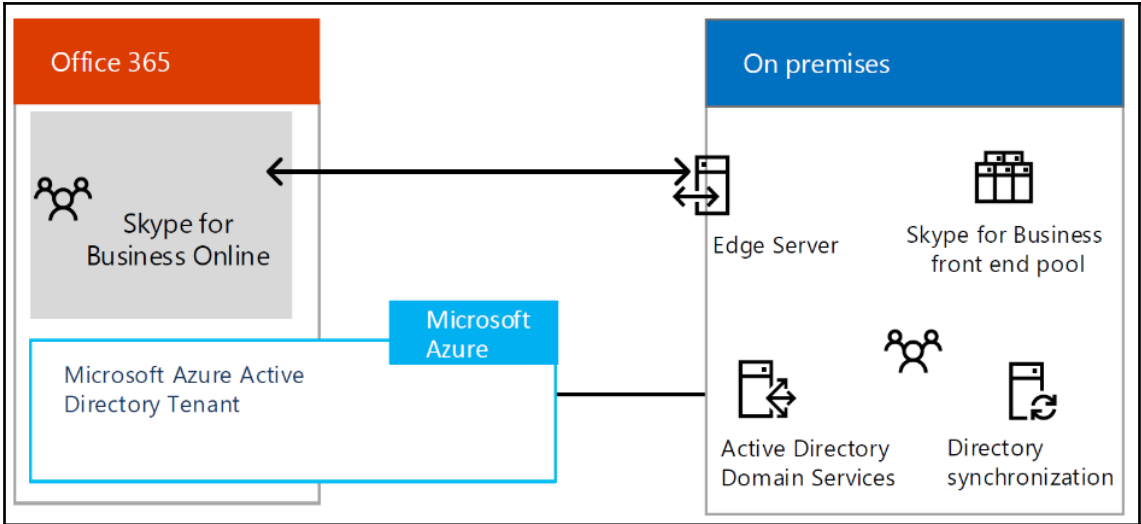 Office 365
On premises
Skype for
Business Online
Edge Server
Skype for Business
front end pool
Microsoft
Azure
Microsoft Azure Active
Directory Tenant
Active Directory
Domain Services
Directory
synchronization